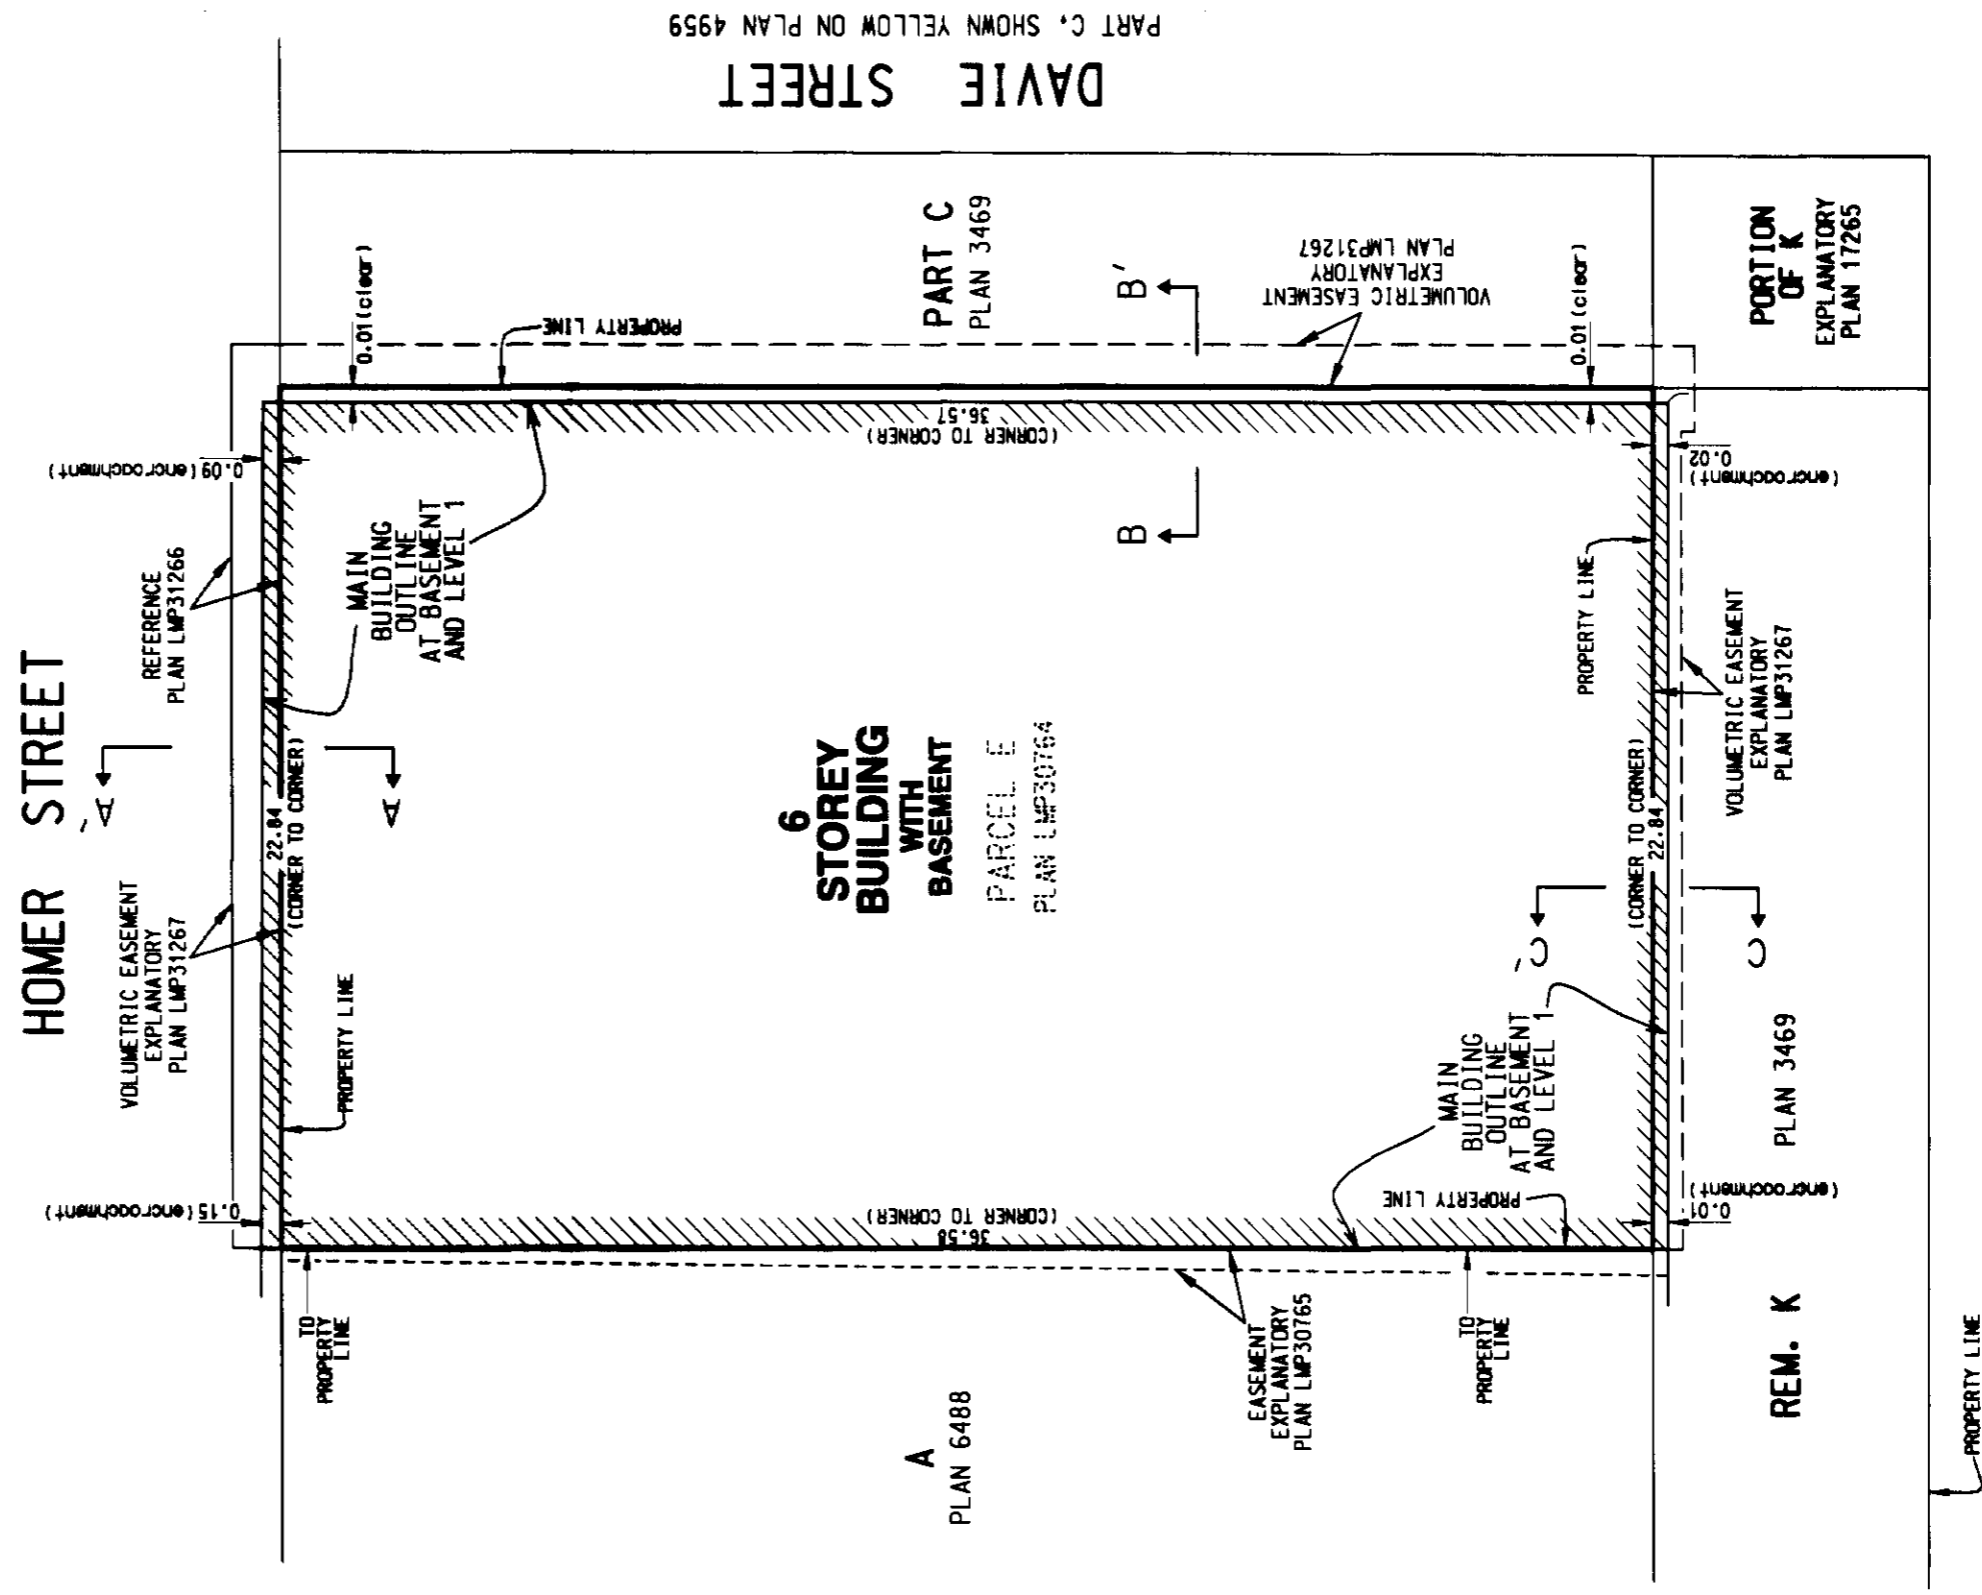 PART C, SHOWN YELLOW ON PLAN 4959
DAVIE STREET
HOMER STREET
PART C
PLAN 3469
PORTION
OF K
EXPLANATORY
PLAN 17265
VOLUMETRIC EASEMENT
EXPLANATORY
PLAN LMP31267
B'
B
0.01 (clear)
0.01 (clear)
PROPERTY LINE
36.57
(CORNER TO CORNER)
0.09 (encroachment)
0.02
(encroachment)
REFERENCE
PLAN LMP31266
MAIN
BUILDING
OUTLINE
AT BASEMENT
AND LEVEL 1
PROPERTY LINE
A'
A
22.84
(CORNER TO CORNER)
VOLUMETRIC EASEMENT
EXPLANATORY
PLAN LMP31267
PROPERTY LINE
6
STOREY
BUILDING
WITH
BASEMENT
PARCEL E
PLAN LMP30764
(CORNER TO CORNER)
22.84
VOLUMETRIC EASEMENT
EXPLANATORY
PLAN LMP31267
C'
C
MAIN
BUILDING
OUTLINE
AT BASEMENT
AND LEVEL 1
PROPERTY LINE
0.15 (encroachment)
(CORNER TO CORNER)
36.58
0.01
(encroachment)
PLAN 3469
REM. K
TO
PROPERTY
LINE
EASEMENT
EXPLANATORY
PLAN LMP30765
TO
PROPERTY
LINE
A
PLAN 6488
PROPERTY LINE